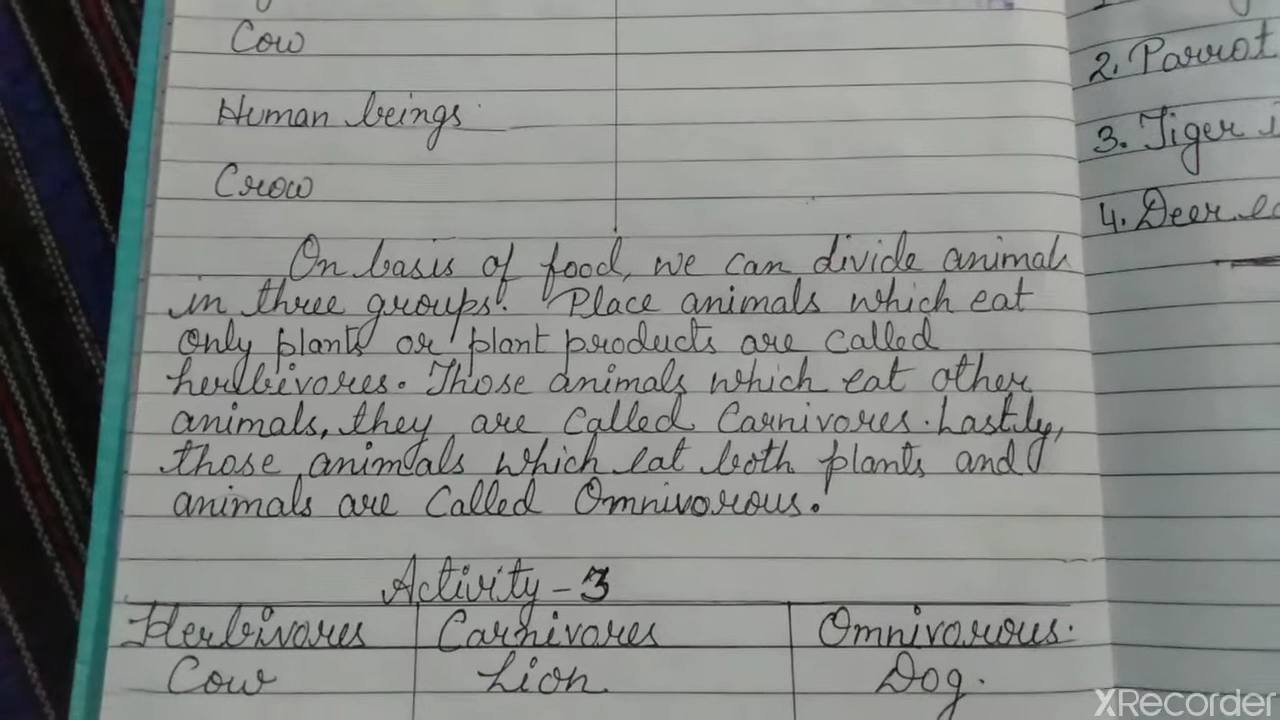 Cow
Human beings
Crow
On basis of food, we can divide animals
in three groups. Place animals which eat
only plants or plant products are called
herbivores. Those animals which eat other
animals, they are called Carnivores. Lastly,
those animals which eat both plants and
animals are called Omnivorous.
Activity-3
Herbivores Carnivores Omnivorous.
Cow Lion Dog.
2. Parrot
3. Tiger
4. Deer
XRecorder